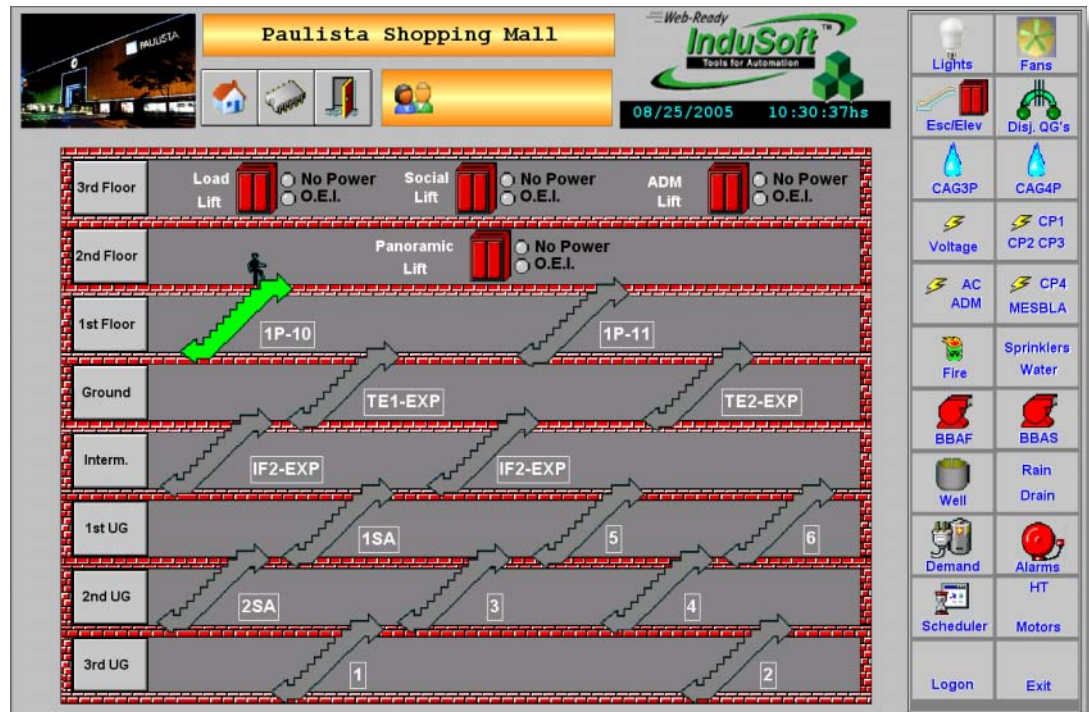 PAULISTA
Paulista Shopping Mall
Web-Ready
InduSoft™
Tools for Automation
08/25/2005 10:30:37hs
Lights
Fans
Esc/Elev
Disj. QG's
CAG3P
CAG4P
Voltage
CP1
CP2 CP3
AC
ADM
CP4
MESBLA
Fire
Sprinklers
Water
BBAF
BBAS
Well
Rain
Drain
Demand
Alarms
Scheduler
HT
Motors
Logon
Exit
3rd Floor
Load
Lift
No Power
O.E.I.
Social
Lift
No Power
O.E.I.
ADM
Lift
No Power
O.E.I.
2nd Floor
Panoramic
Lift
No Power
O.E.I.
1st Floor
1P-10
1P-11
Ground
TE1-EXP
TE2-EXP
Interm.
IF2-EXP
IF2-EXP
1st UG
1SA
5
6
2nd UG
2SA
3
4
3rd UG
1
2